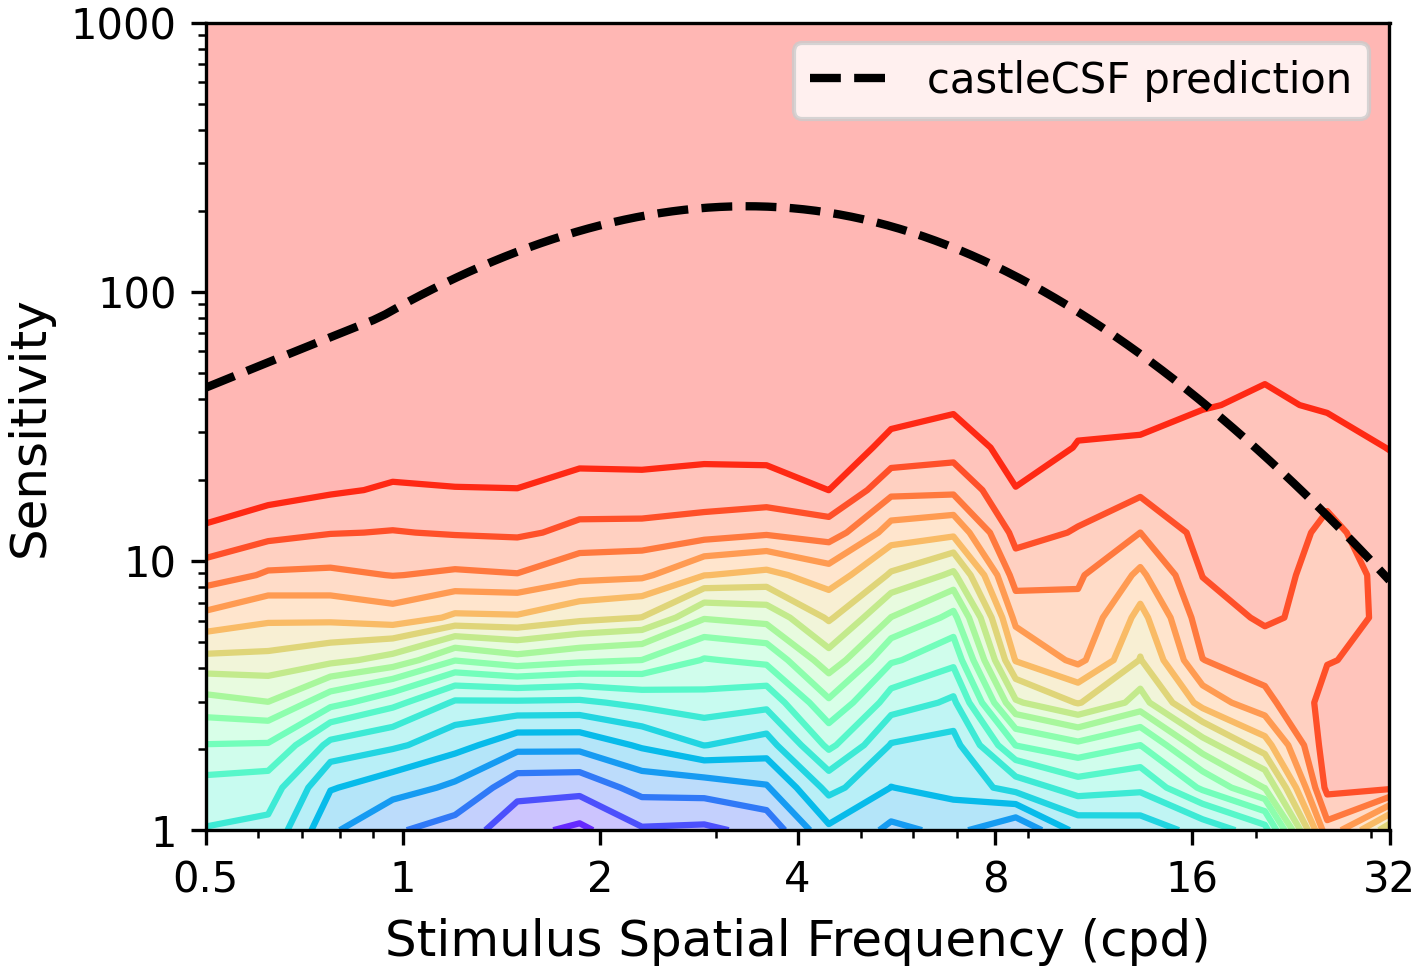 1000
100
10
1
Sensitivity
castleCSF prediction
0.5 1 2 4 8 16 32
Stimulus Spatial Frequency (cpd)